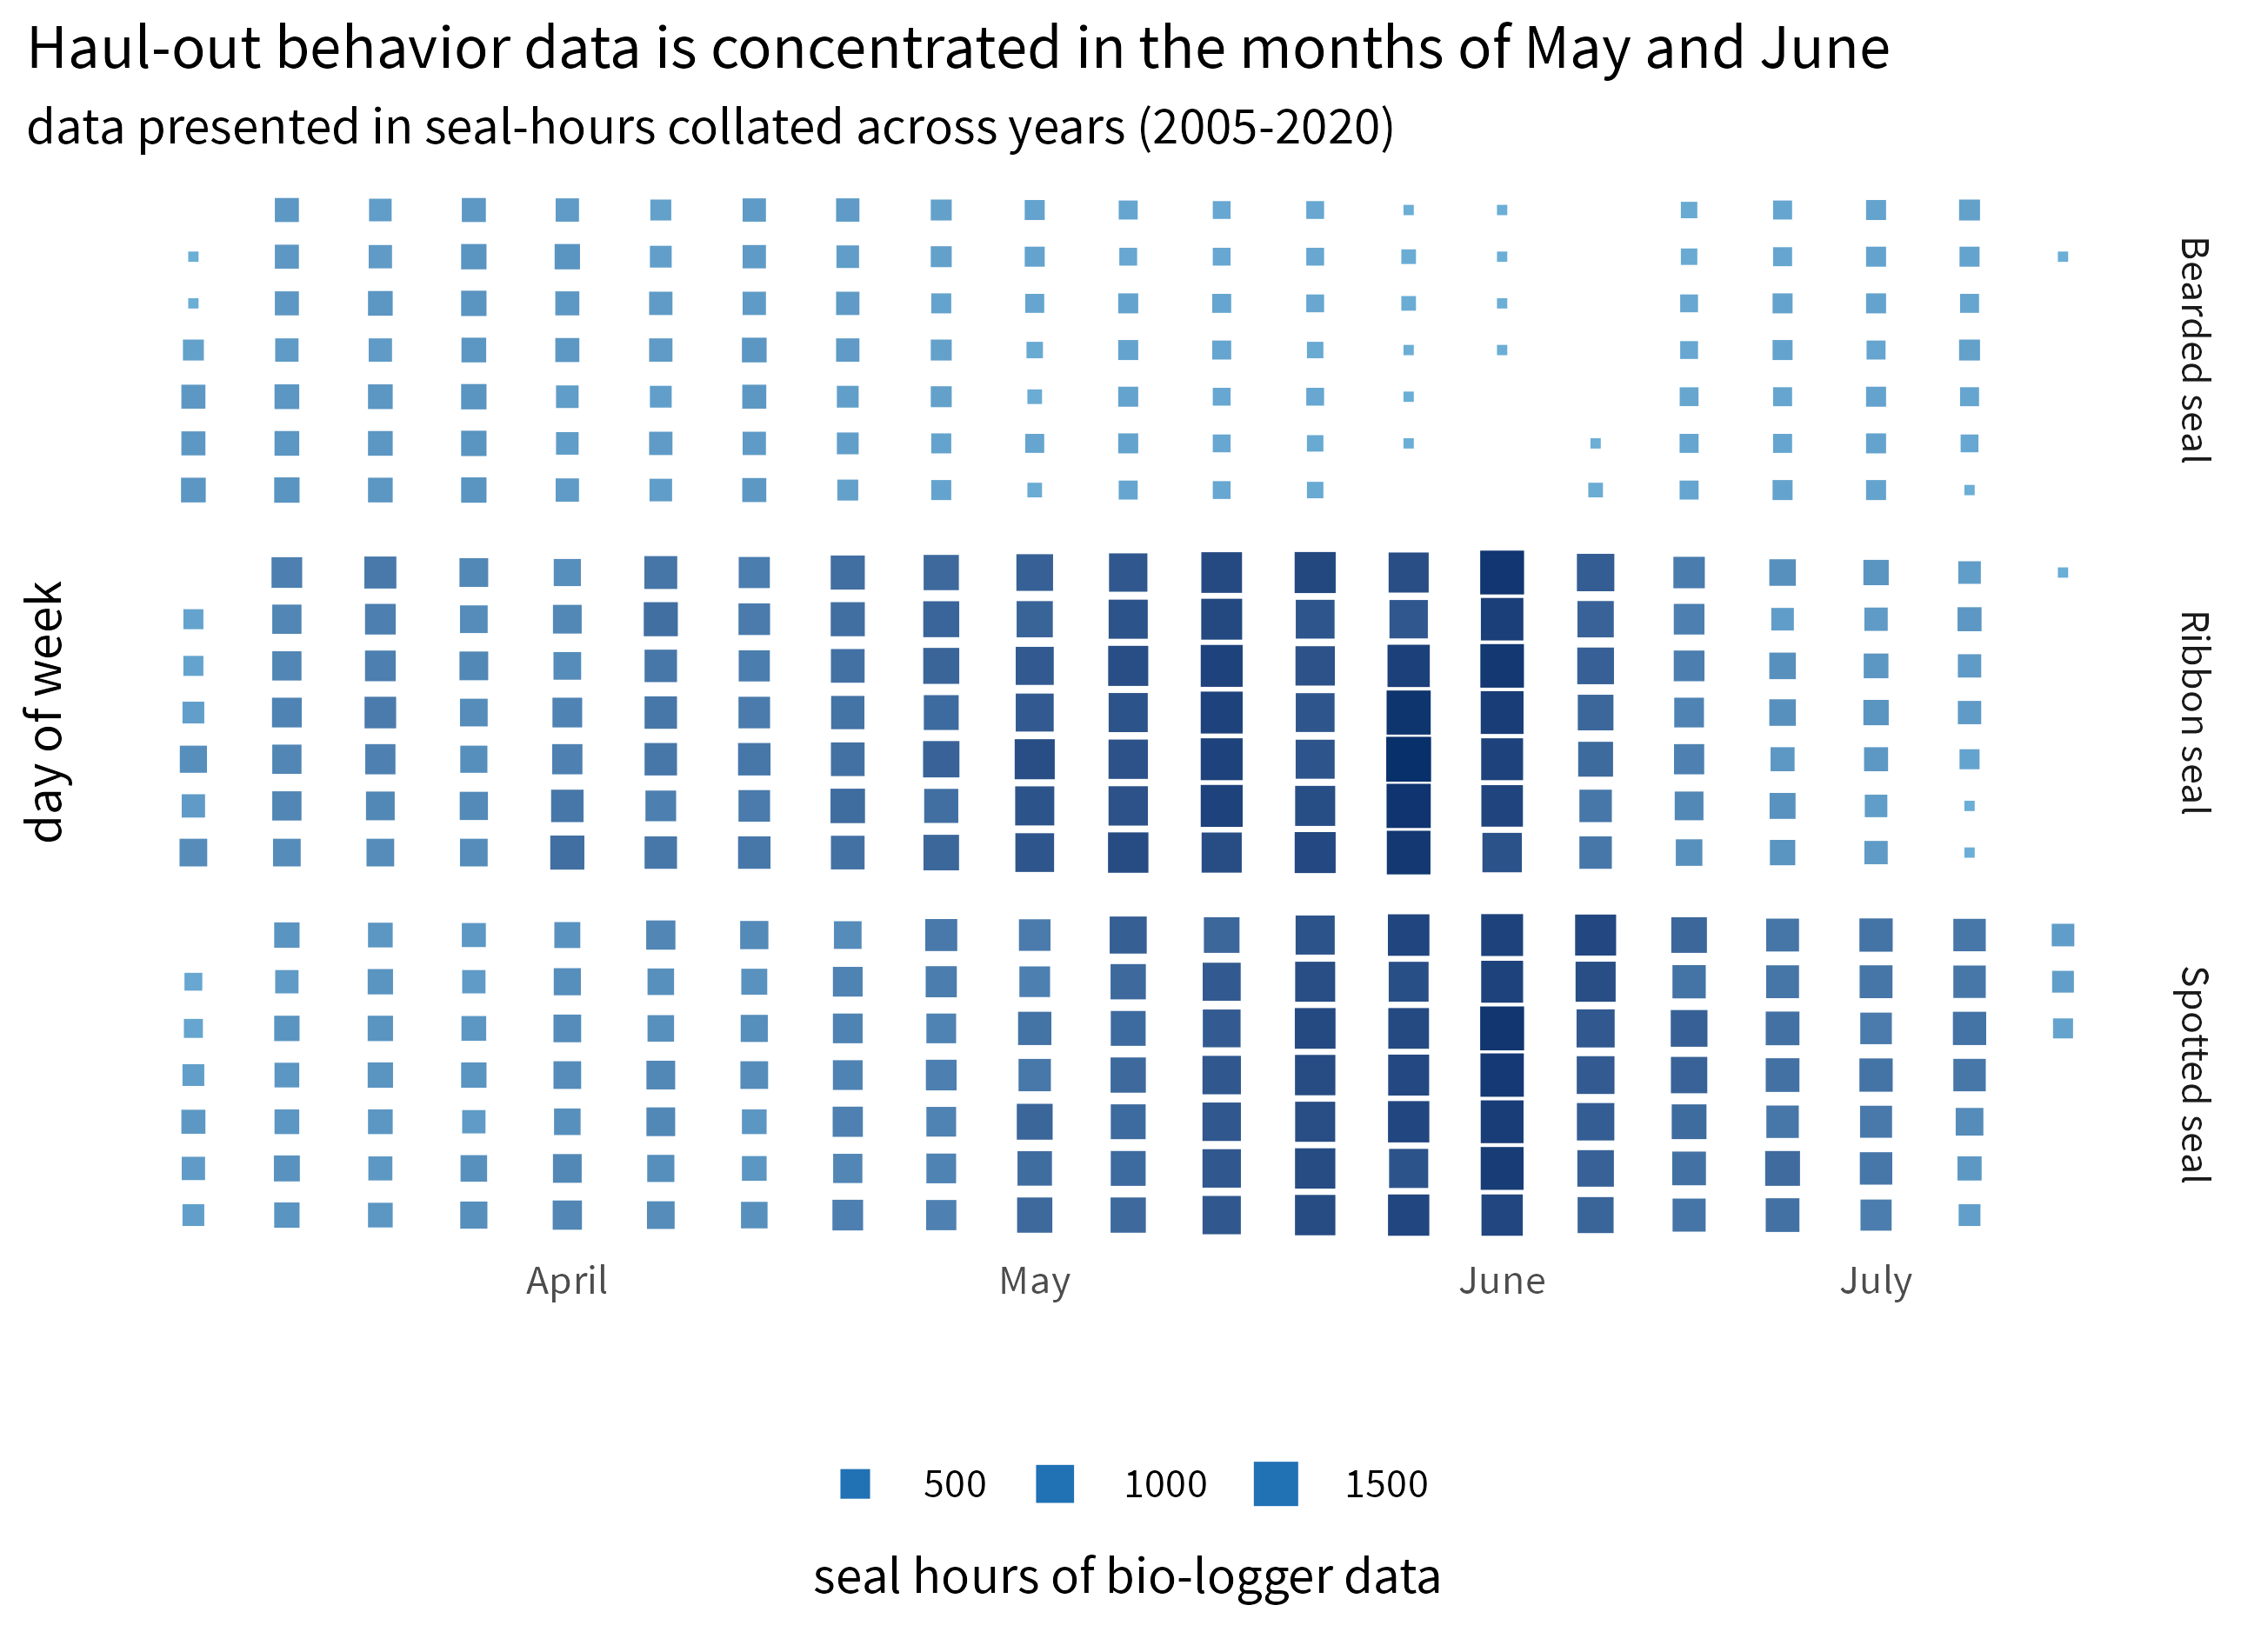 Haul-out behavior data is concentrated in the months of May and June
data presented in seal-hours collated across years (2005-2020)
Bearded seal
day of week
Ribbon seal
Spotted seal
April May June July
500 1000 1500
seal hours of bio-logger data